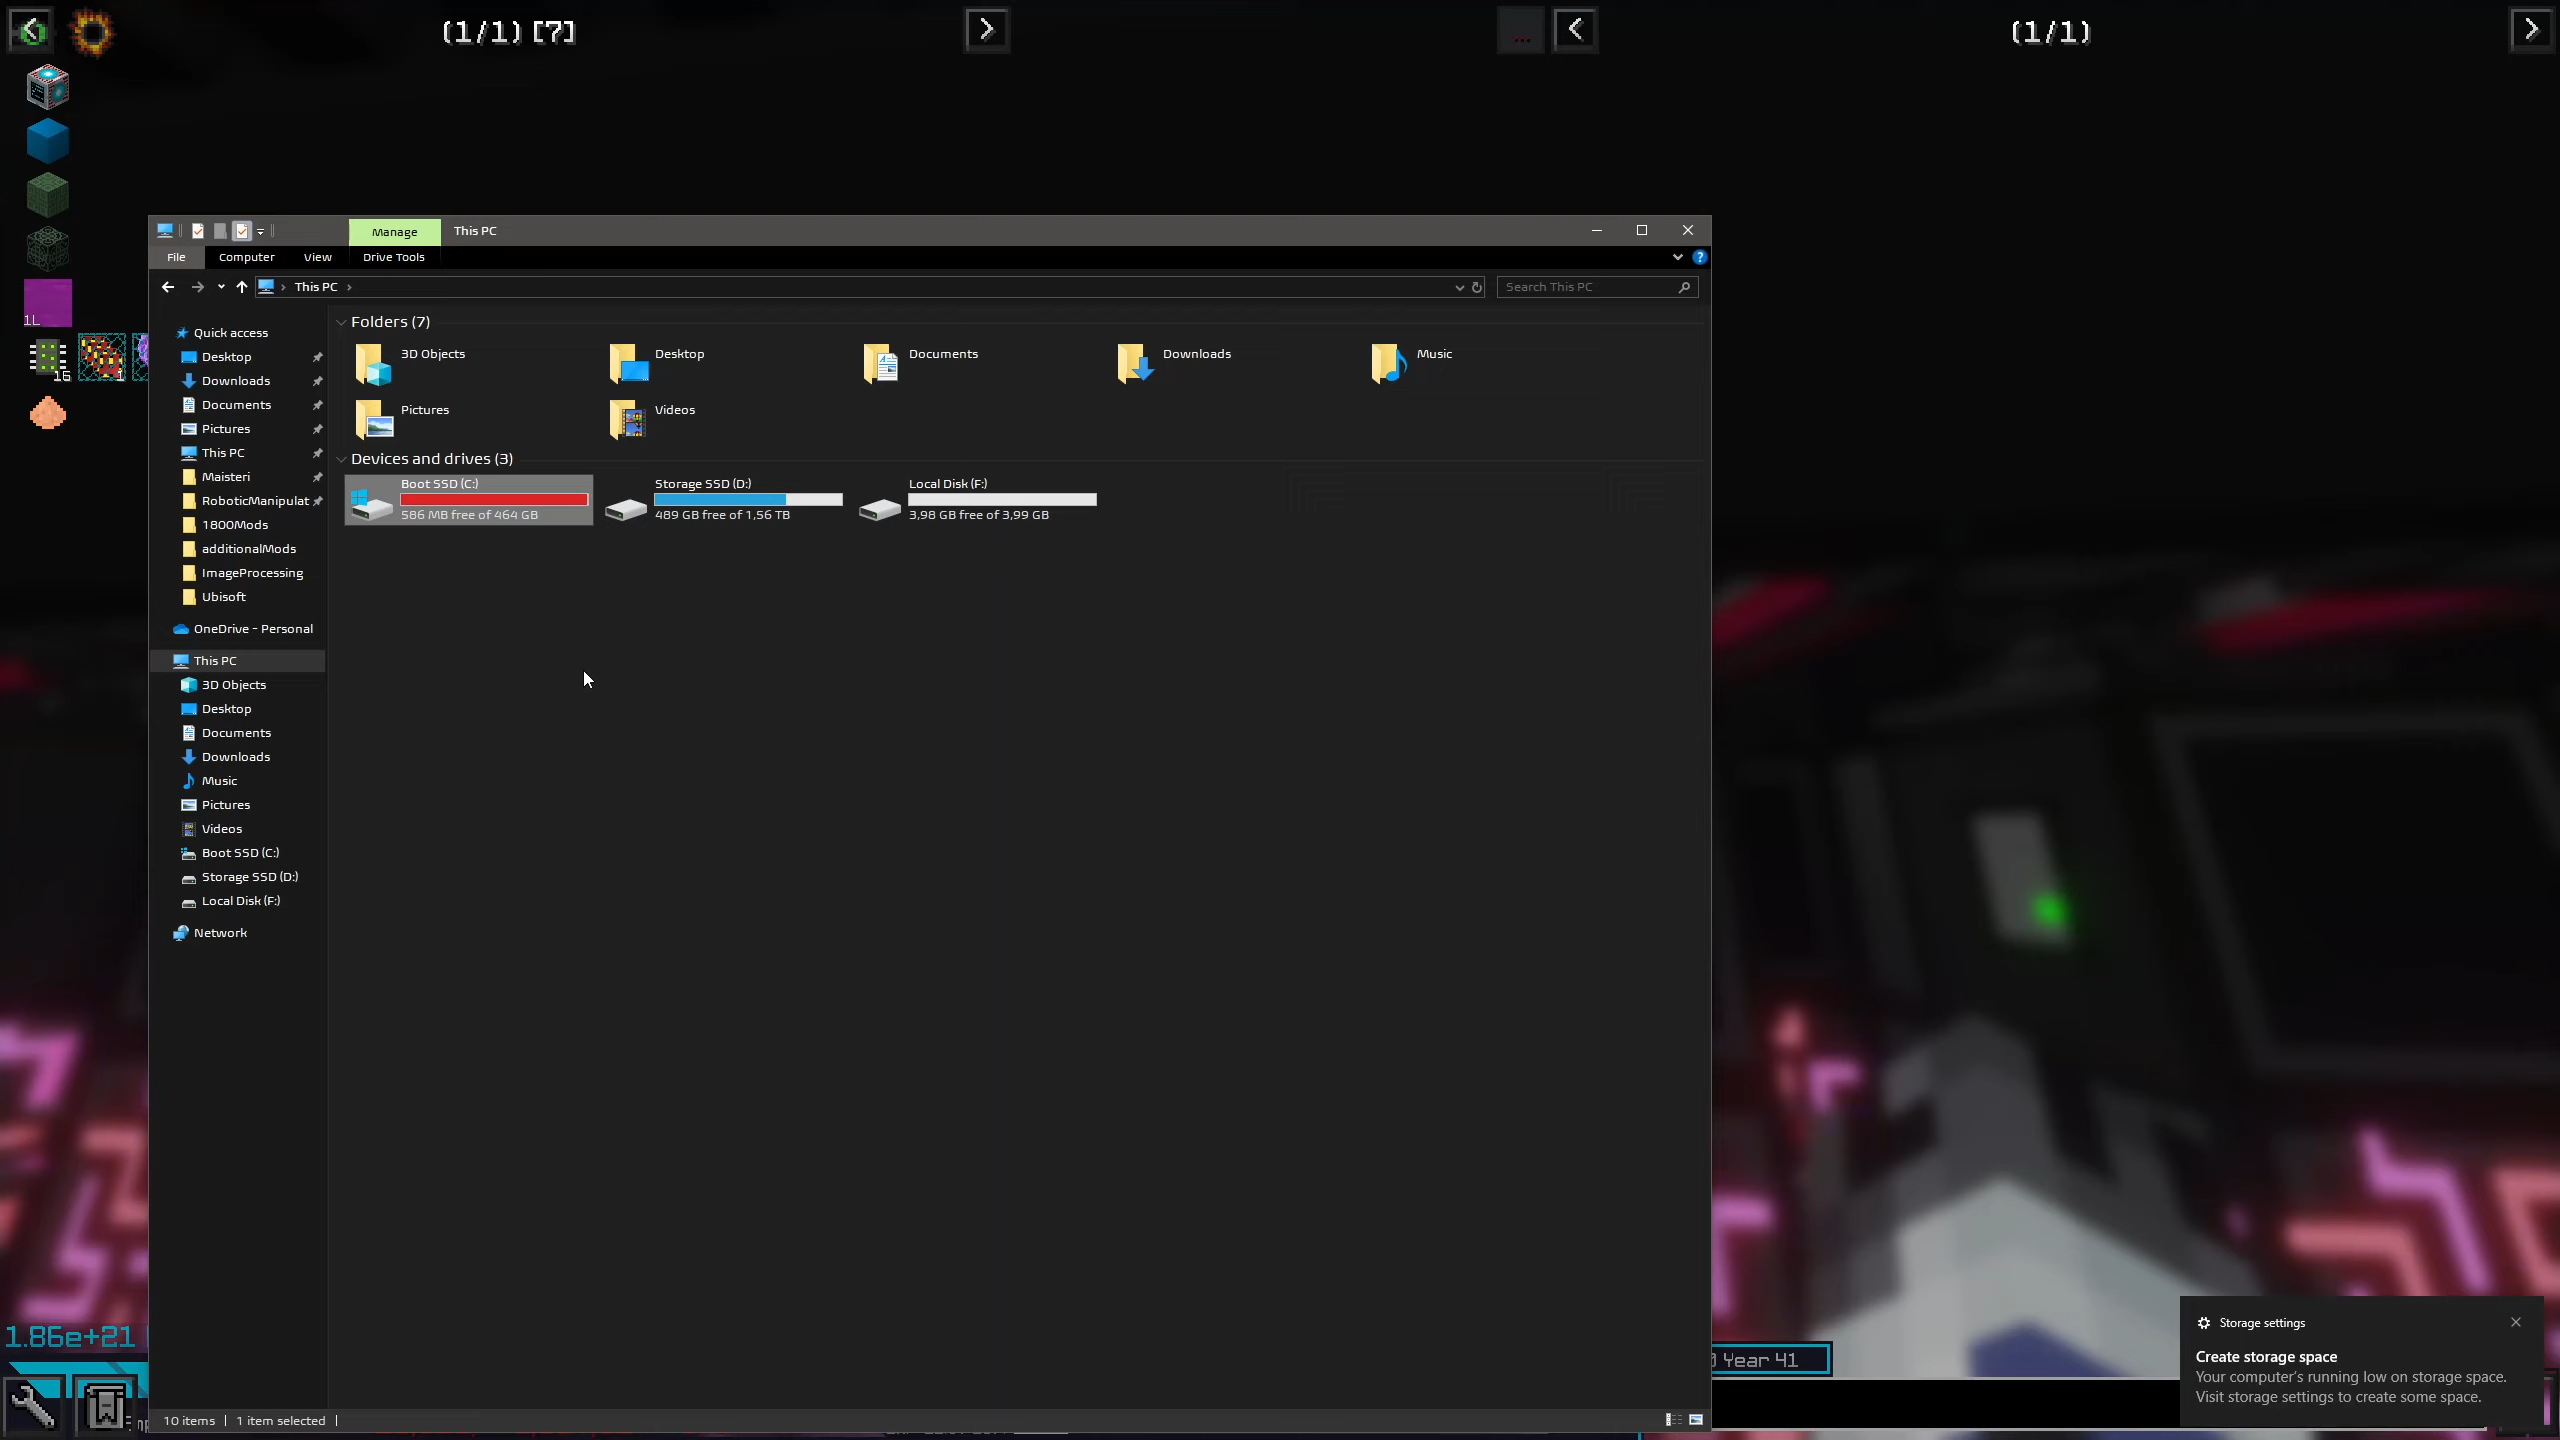 (1/1) [7]
...
(1/1)
1L
16
1
Manage
This PC
File
Computer
View
Drive Tools
This PC
Search This PC
Quick access
Desktop
Downloads
Documents
Pictures
This PC
Maisteri
RoboticManipulat
1800Mods
additionalMods
ImageProcessing
Ubisoft
OneDrive - Personal
This PC
3D Objects
Desktop
Documents
Downloads
Music
Pictures
Videos
Boot SSD (C:)
Storage SSD (D:)
Local Disk (F:)
Network
Folders (7)
3D Objects
Desktop
Documents
Downloads
Music
Pictures
Videos
Devices and drives (3)
Boot SSD (C:)
586 MB free of 464 GB
Storage SSD (D:)
489 GB free of 1,56 TB
Local Disk (F:)
3,98 GB free of 3,99 GB
10 items
1 item selected
1.86e+21
Year 41
Storage settings
Create storage space
Your computer's running low on storage space.
Visit storage settings to create some space.